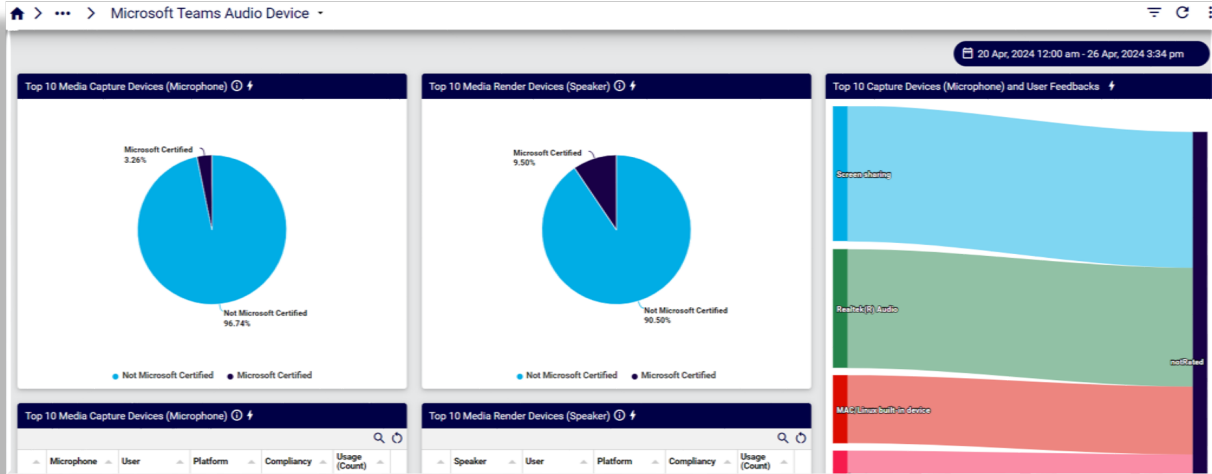 Microsoft Teams Audio Device
20 Apr, 2024 12:00 am - 26 Apr, 2024 3:34 pm
Top 10 Media Capture Devices (Microphone)
Microsoft Certified
3.26%
Not Microsoft Certified
96.74%
Not Microsoft Certified
Microsoft Certified
Top 10 Media Render Devices (Speaker)
Microsoft Certified
9.50%
Not Microsoft Certified
90.50%
Not Microsoft Certified
Microsoft Certified
Top 10 Capture Devices (Microphone) and User Feedbacks
Screen sharing
Realtek(R) Audio
notRated
MAC/Linux built-in device
Top 10 Media Capture Devices (Microphone)
Microphone User Platform Compliancy Usage
(Count)
Top 10 Media Render Devices (Speaker)
Speaker User Platform Compliancy Usage
(Count)